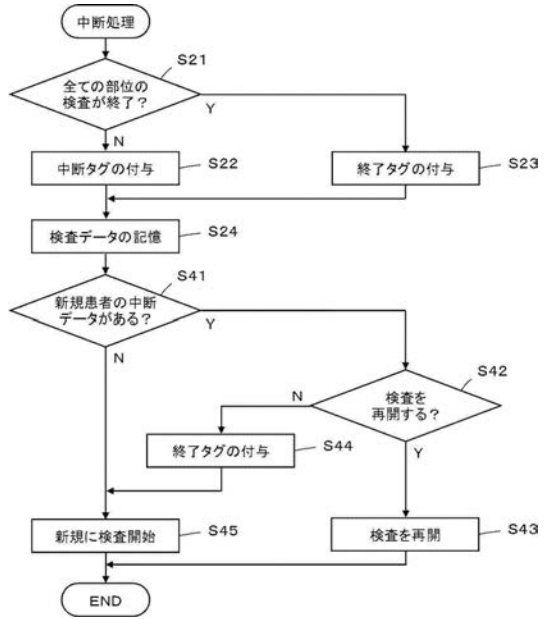 中断処理
S21
全ての部位の
検査が終了？
Y
N
中断タグの付与
S22
終了タグの付与
S23
検査データの記憶
S24
S41
新規患者の中断
データがある？
Y
N
S42
検査を
再開する？
N
Y
終了タグの付与
S44
新規に検査開始
S45
検査を再開
S43
END